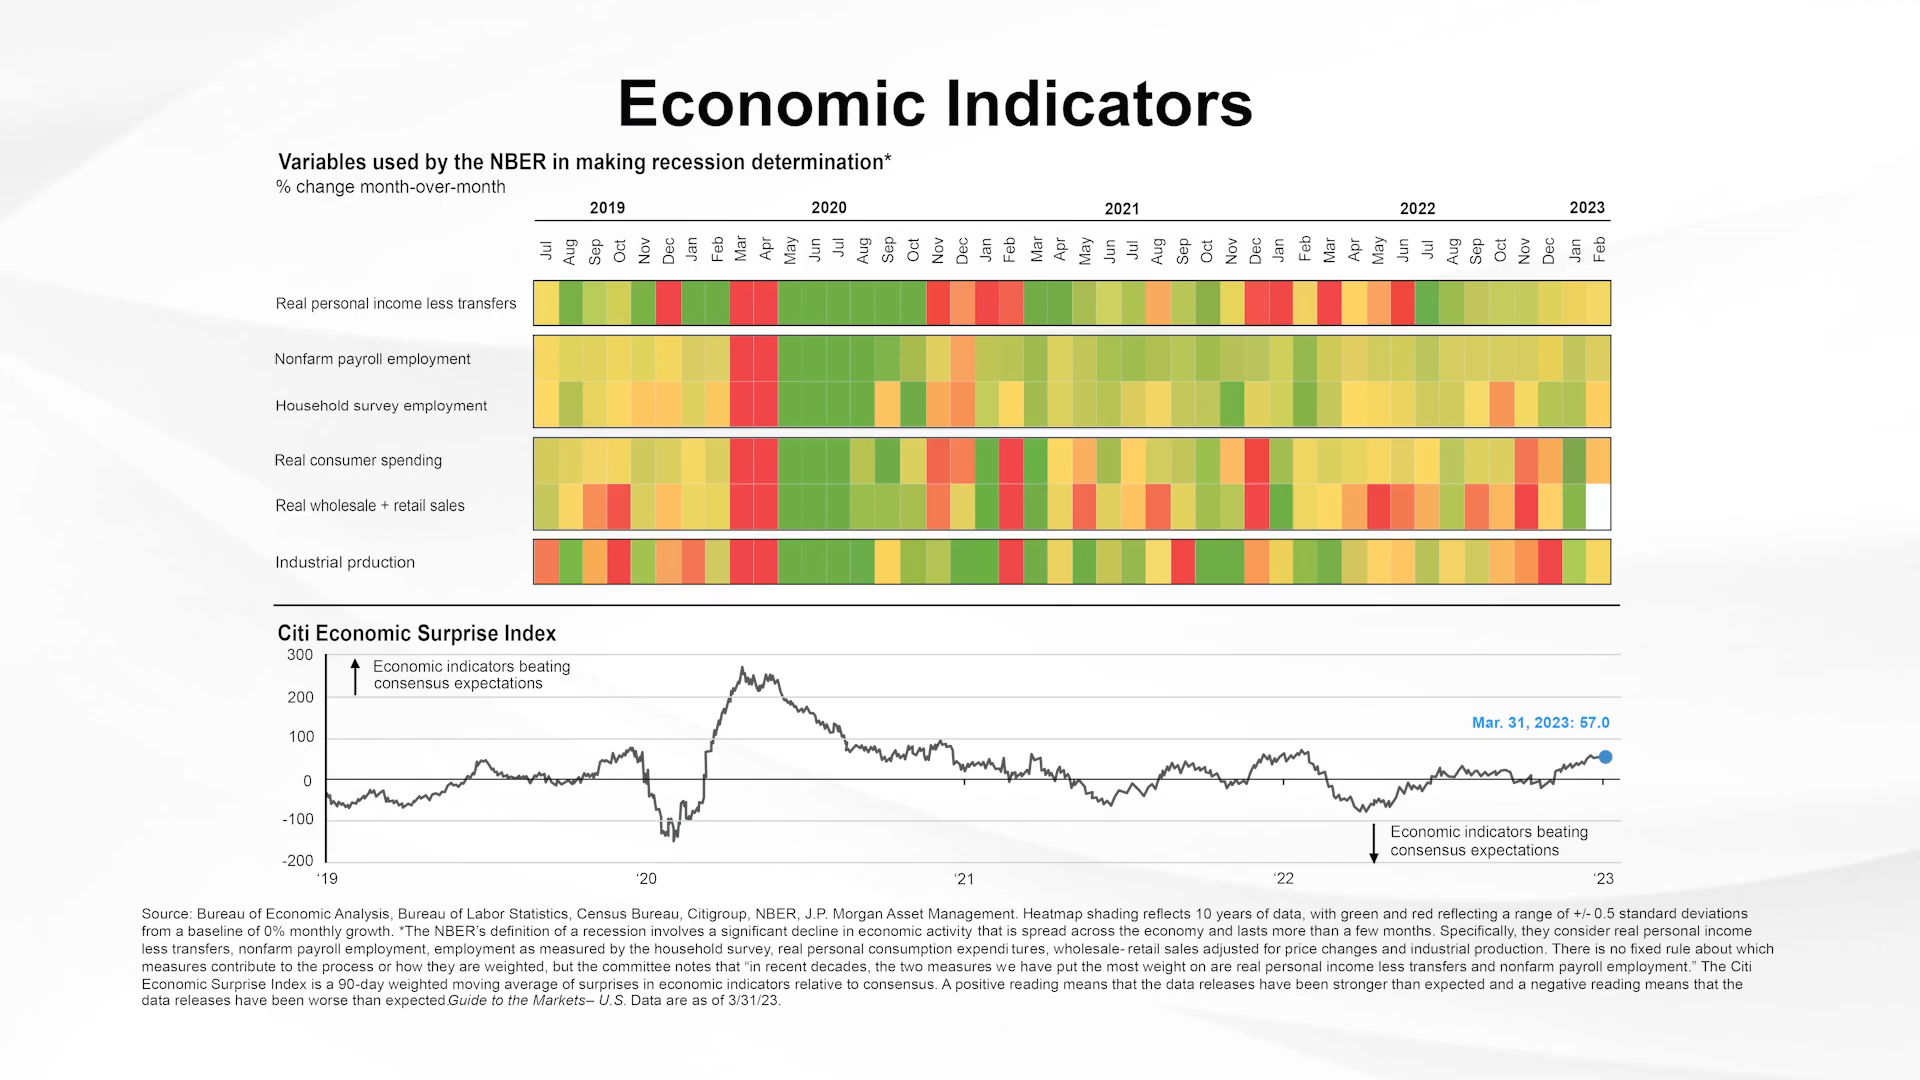 Economic Indicators
Variables used by the NBER in making recession determination*
% change month-over-month
2019 2020 2021 2022 2023
Jul Aug Sep Oct Nov Dec Jan Feb Mar Apr May Jun Jul Aug Sep Oct Nov Dec Jan Feb Mar Apr May Jun Jul Aug Sep Oct Nov Dec Jan Feb Mar Apr May Jun Jul Aug Sep Oct Nov Dec Jan Feb
Real personal income less transfers
Nonfarm payroll employment
Household survey employment
Real consumer spending
Real wholesale + retail sales
Industrial prduction
Citi Economic Surprise Index
300
Economic indicators beating
consensus expectations
200
Mar. 31, 2023: 57.0
100
0
-100
Economic indicators beating
consensus expectations
-200
‘19 ‘20 ‘21 ‘22 ‘23
Source: Bureau of Economic Analysis, Bureau of Labor Statistics, Census Bureau, Citigroup, NBER, J.P. Morgan Asset Management. Heatmap shading reflects 10 years of data, with green and red reflecting a range of +/- 0.5 standard deviations
from a baseline of 0% monthly growth. *The NBER’s definition of a recession involves a significant decline in economic activity that is spread across the economy and lasts more than a few months. Specifically, they consider real personal income
less transfers, nonfarm payroll employment, employment as measured by the household survey, real personal consumption expendi tures, wholesale- retail sales adjusted for price changes and industrial production. There is no fixed rule about which
measures contribute to the process or how they are weighted, but the committee notes that “in recent decades, the two measures we have put the most weight on are real personal income less transfers and nonfarm payroll employment.” The Citi
Economic Surprise Index is a 90-day weighted moving average of surprises in economic indicators relative to consensus. A positive reading means that the data releases have been stronger than expected and a negative reading means that the
data releases have been worse than expected Guide to the Markets– U.S. Data are as of 3/31/23.